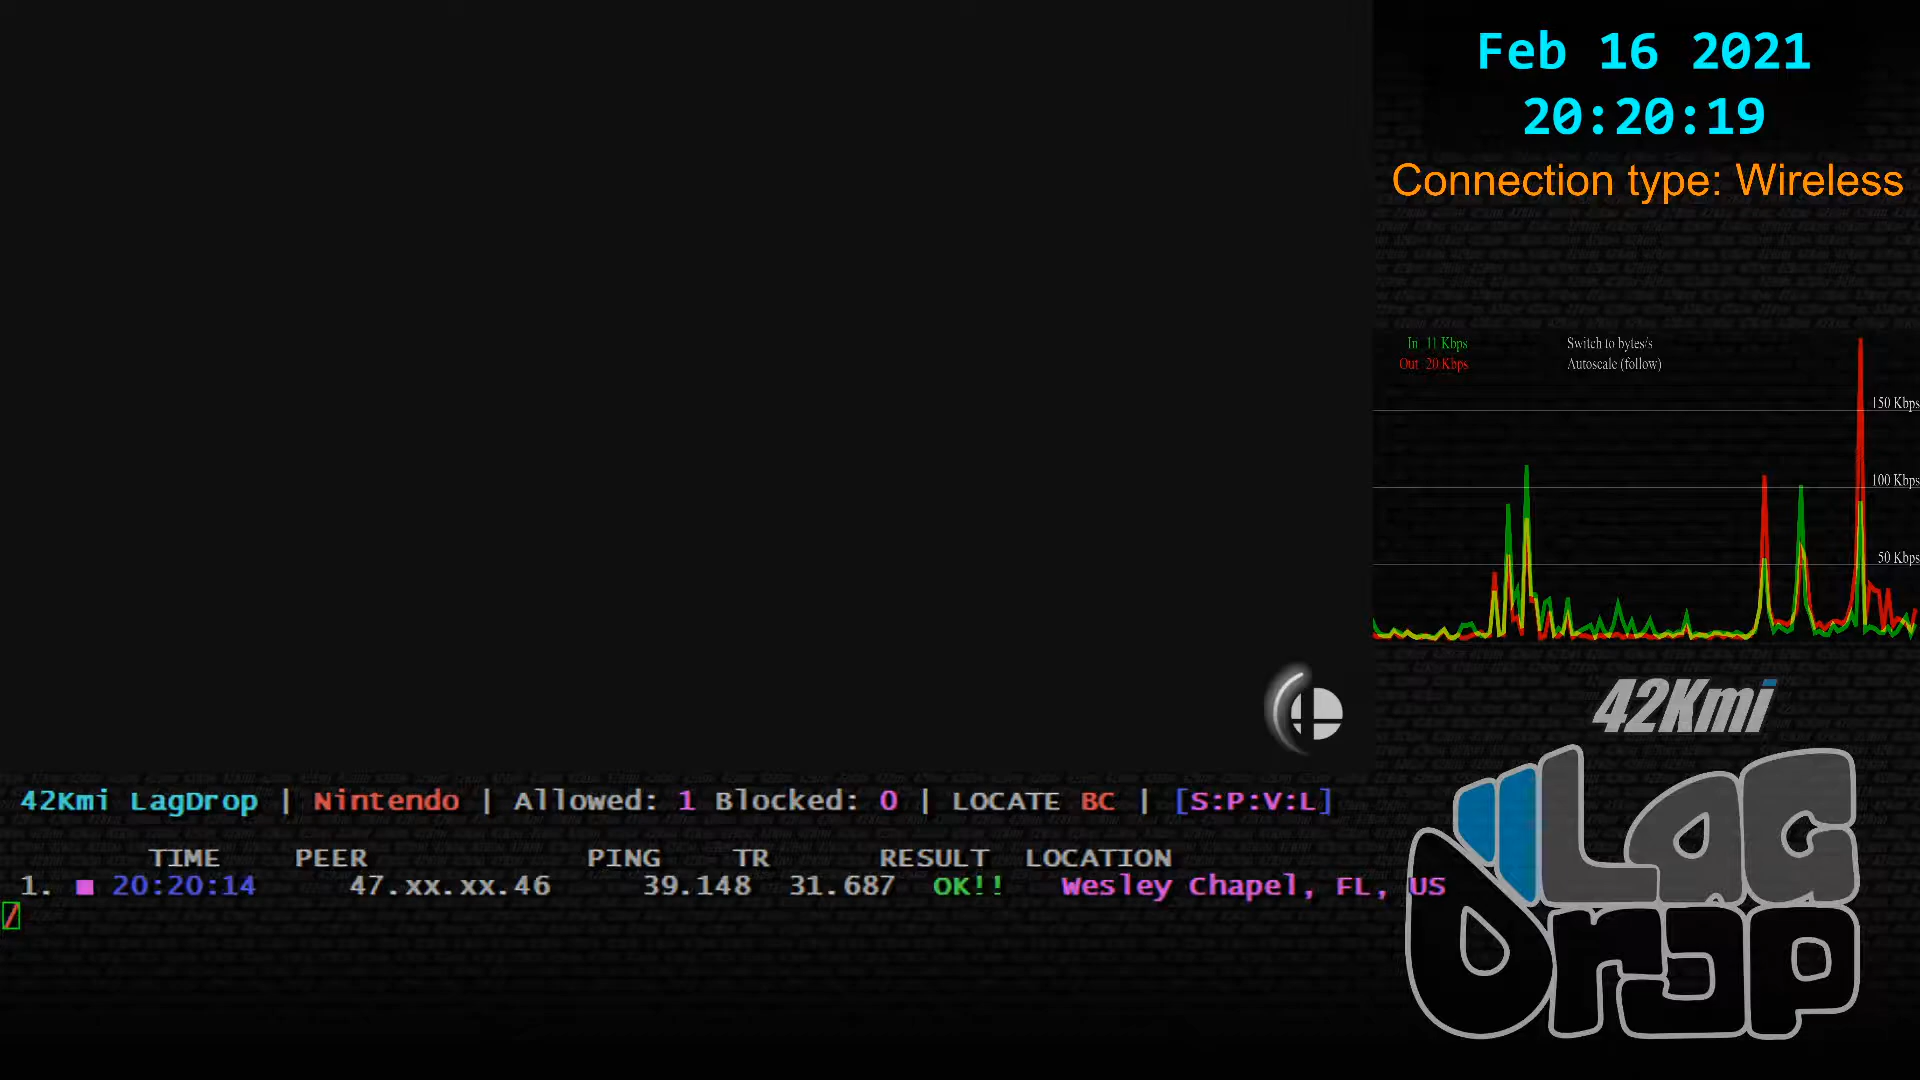 Feb 16 2021
20:20:19
Connection type: Wireless
In 11 Kbps
Out 20 Kbps
Switch to bytes/s
Autoscale (follow)
150 Kbps
100 Kbps
50 Kbps
42Kmi
LagDrop
42Kmi LagDrop | Nintendo | Allowed: 1 Blocked: 0 | LOCATE BC | [S:P:V:L]
TIME PEER PING TR RESULT LOCATION
1. ■ 20:20:14 47.xx.xx.46 39.148 31.687 OK!! Wesley Chapel, FL, US
/